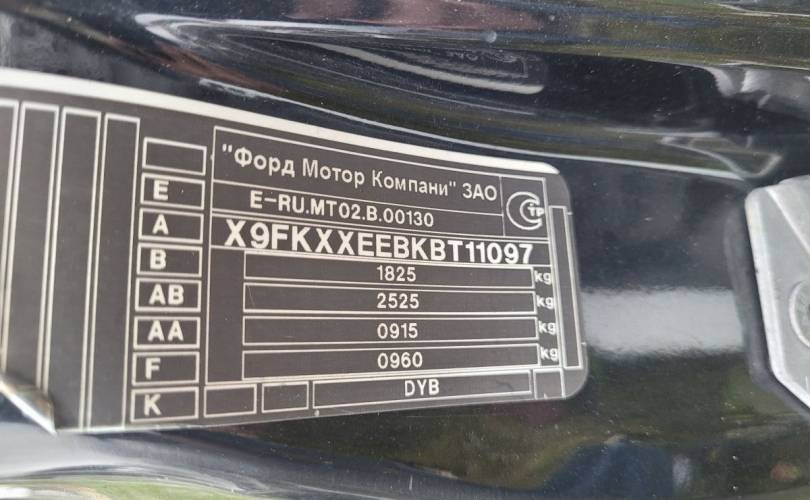 "Форд Мотор Компани" ЗАО
E E-RU.MT02.B.00130 СТР
A X9FKXXEEBKBT11097
B 1825 kg
AB 2525 kg
AA 0915 kg
F 0960 kg
K DYB